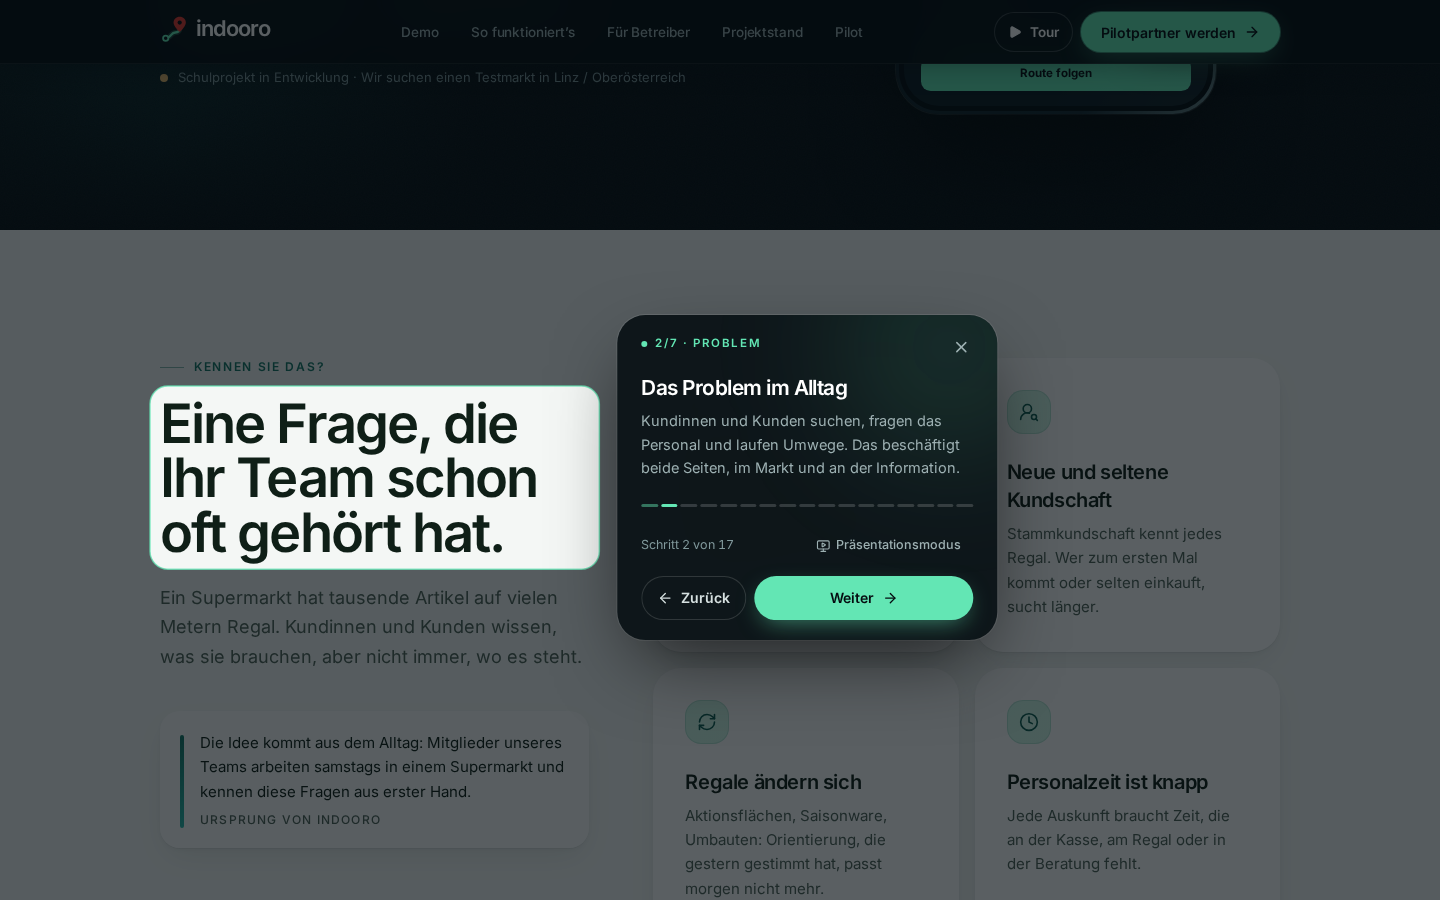 indooro
Demo
So funktioniert's
Für Betreiber
Projektstand
Pilot
Tour
Pilotpartner werden
Schulprojekt in Entwicklung · Wir suchen einen Testmarkt in Linz / Oberösterreich
Route folgen
KENNEN SIE DAS?
Eine Frage, die
Ihr Team schon
oft gehört hat.
Ein Supermarkt hat tausende Artikel auf vielen
Metern Regal. Kundinnen und Kunden wissen,
was sie brauchen, aber nicht immer, wo es steht.
Die Idee kommt aus dem Alltag: Mitglieder unseres
Teams arbeiten samstags in einem Supermarkt und
kennen diese Fragen aus erster Hand.
URSPRUNG VON INDOORO
2/7 · PROBLEM
Das Problem im Alltag
Kundinnen und Kunden suchen, fragen das
Personal und laufen Umwege. Das beschäftigt
beide Seiten, im Markt und an der Information.
Schritt 2 von 17
Präsentationsmodus
Zurück
Weiter
Neue und seltene
Kundschaft
Stammkundschaft kennt jedes
Regal. Wer zum ersten Mal
kommt oder selten einkauft,
sucht länger.
Regale ändern sich
Aktionsflächen, Saisonware,
Umbauten: Orientierung, die
gestern gestimmt hat, passt
morgen nicht mehr.
Personalzeit ist knapp
Jede Auskunft braucht Zeit, die
an der Kasse, am Regal oder in
der Beratung fehlt.